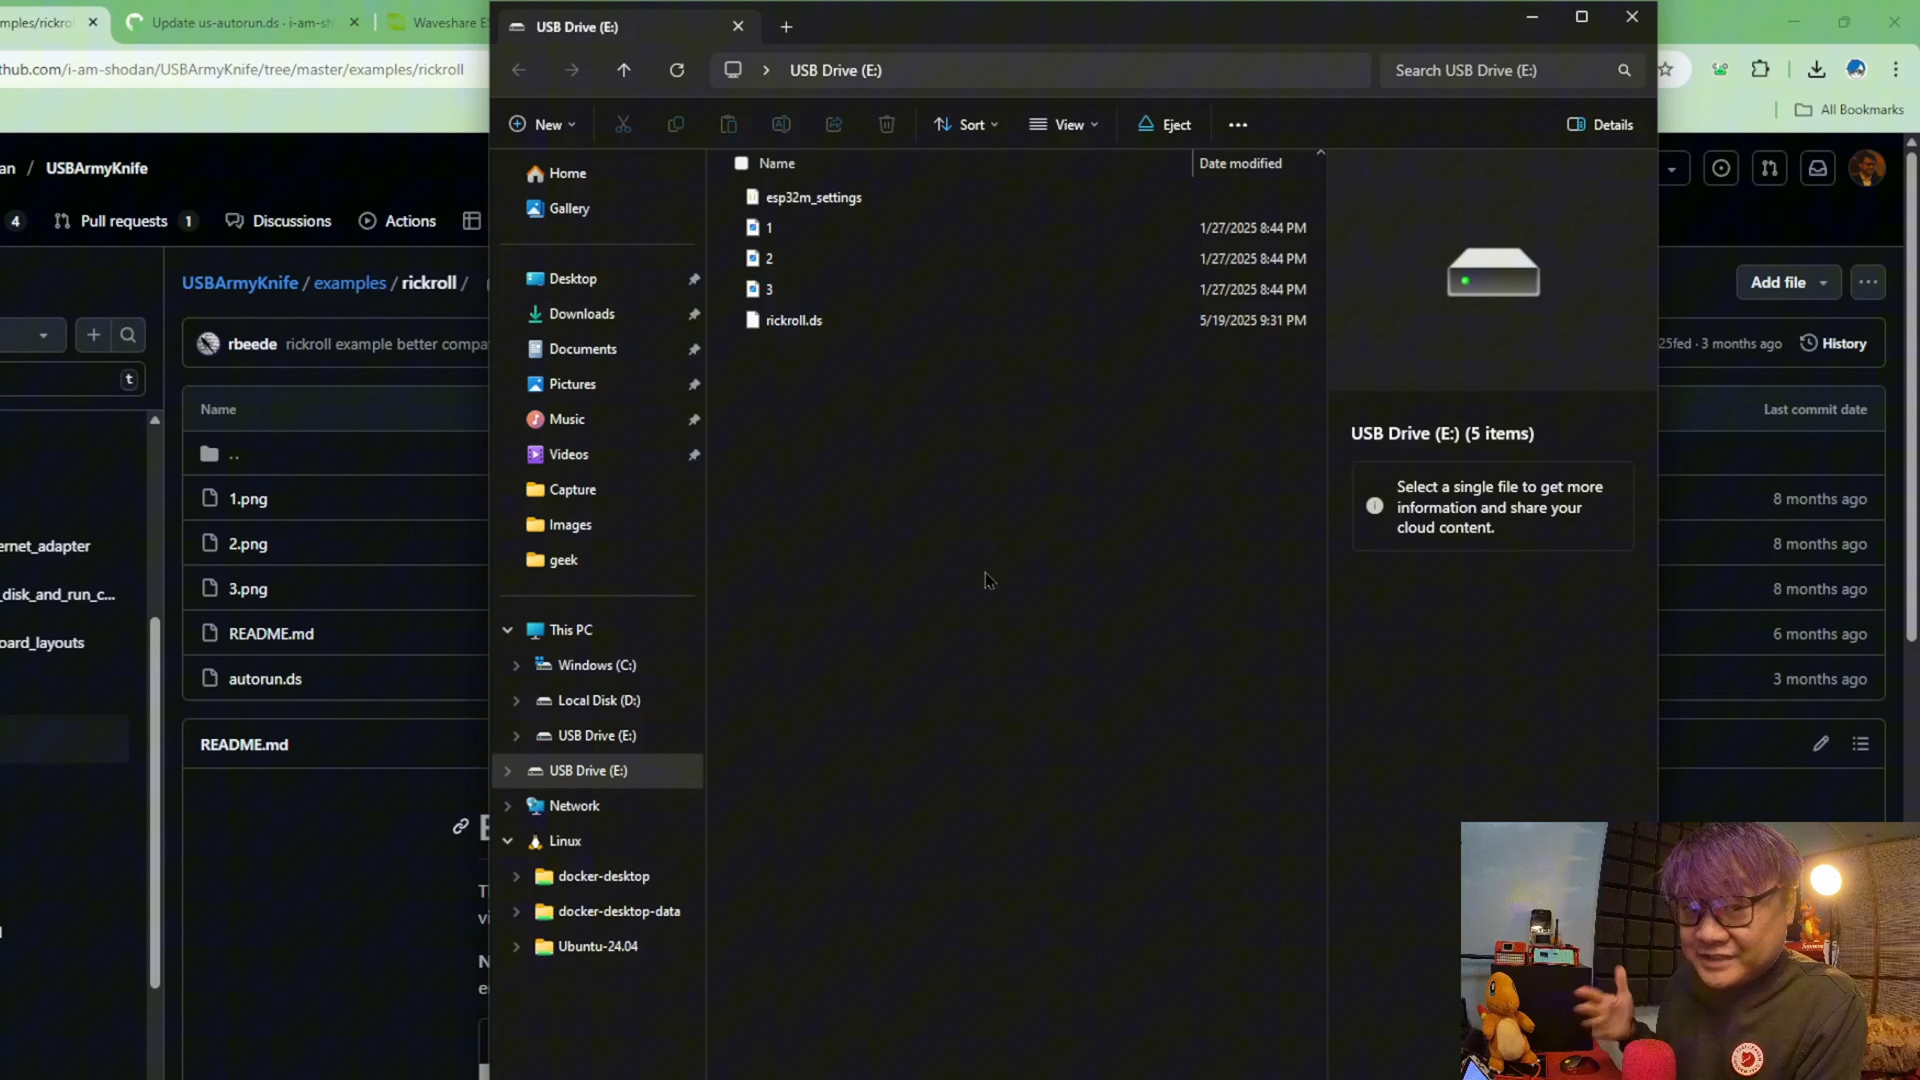 mples/rickro
Update us-autorun.ds · i-am-sh
Waveshare E
USB Drive (E:)
hub.com/i-am-shodan/USBArmyKnife/tree/master/examples/rickroll
USB Drive (E:)
Search USB Drive (E:)
All Bookmarks
New
Sort
View
Eject
Details
an / USBArmyKnife
4
Pull requests 1
Discussions
Actions
USBArmyKnife / examples / rickroll /
Add file
rbeede rickroll example better compa
25fed · 3 months ago
History
t
Name
Last commit date
..
1.png
8 months ago
2.png
8 months ago
3.png
8 months ago
README.md
6 months ago
autorun.ds
3 months ago
README.md
ernet_adapter
_disk_and_run_c...
oard_layouts
Home
Gallery
Desktop
Downloads
Documents
Pictures
Music
Videos
Capture
Images
geek
This PC
Windows (C:)
Local Disk (D:)
USB Drive (E:)
USB Drive (E:)
Network
Linux
docker-desktop
docker-desktop-data
Ubuntu-24.04
Name
Date modified
esp32m_settings
1
1/27/2025 8:44 PM
2
1/27/2025 8:44 PM
3
1/27/2025 8:44 PM
rickroll.ds
5/19/2025 9:31 PM
USB Drive (E:) (5 items)
Select a single file to get more
information and share your
cloud content.